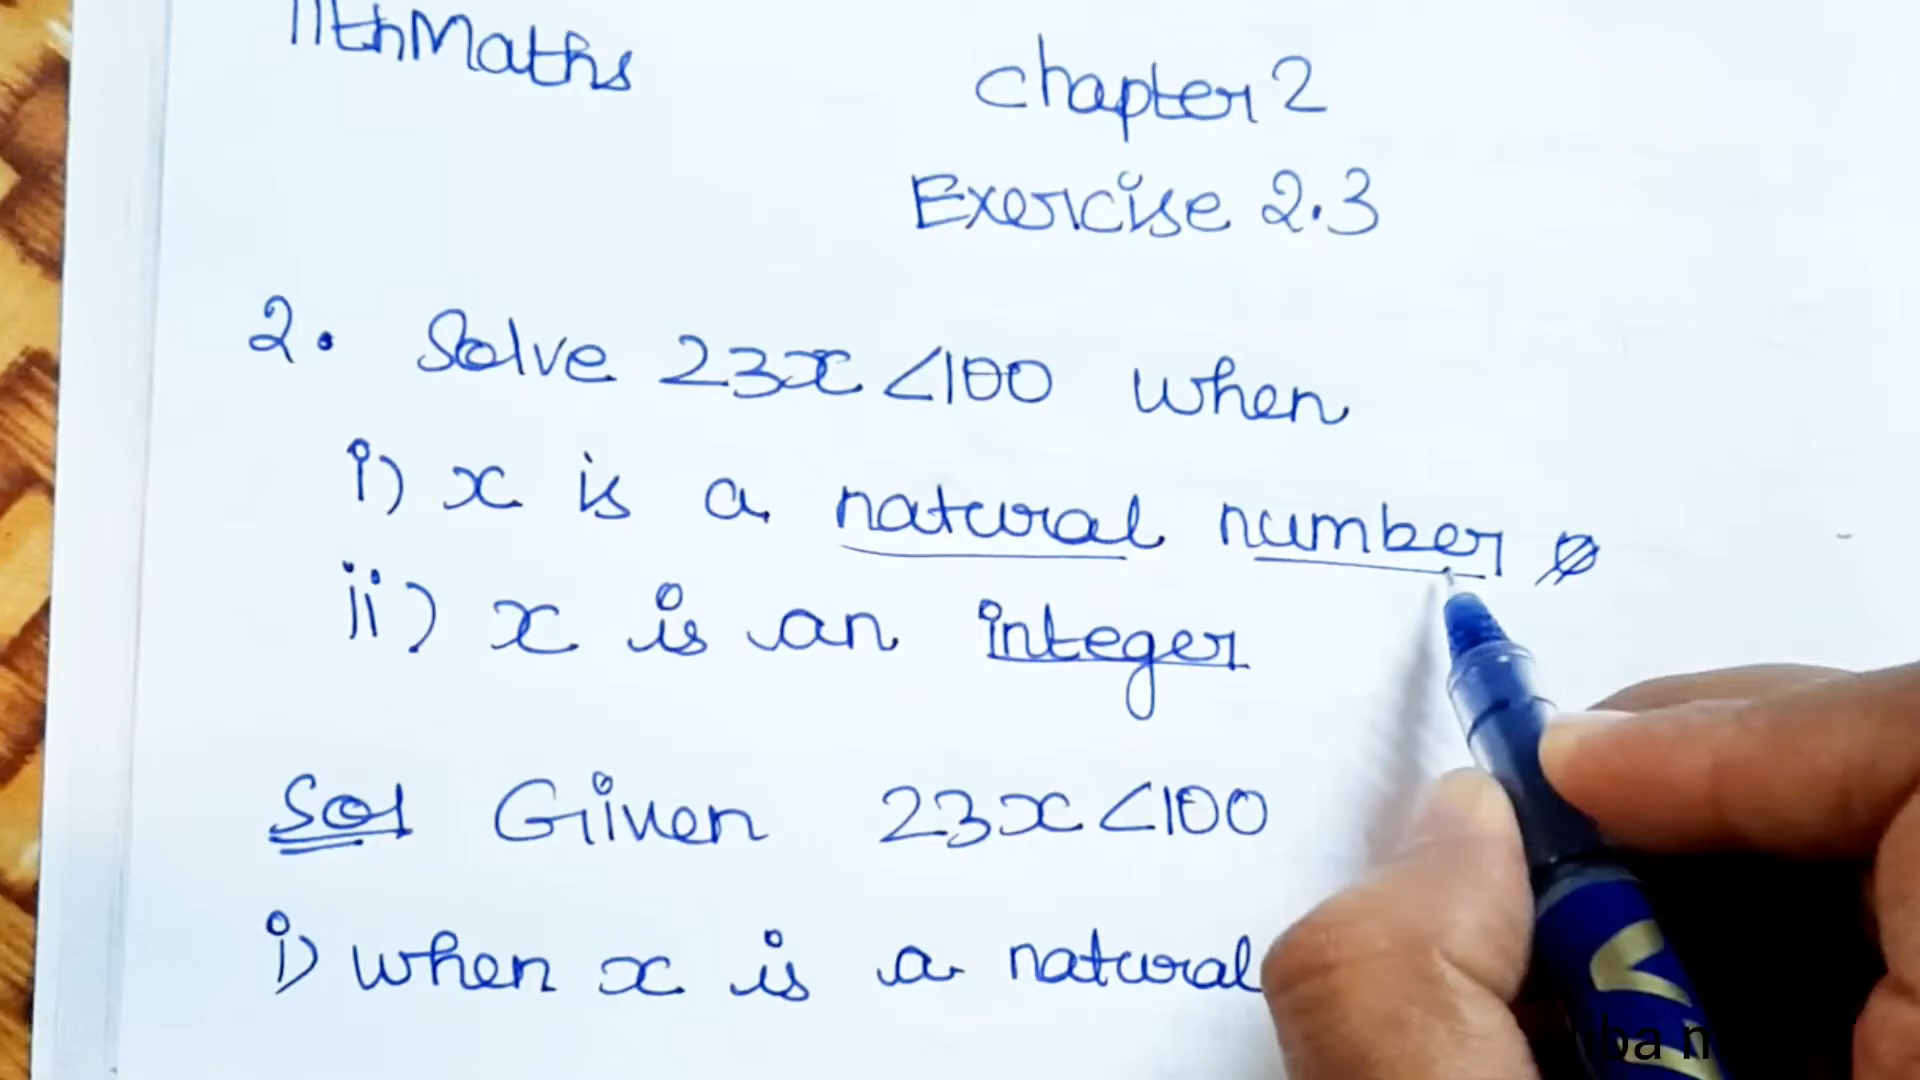 11thMaths
Chapter 2
Exercise 2.3
2. Solve 23x<100 when
i) x is a natural number
ii) x is an integer
Sol Given 23x<100
i) when x is a natural